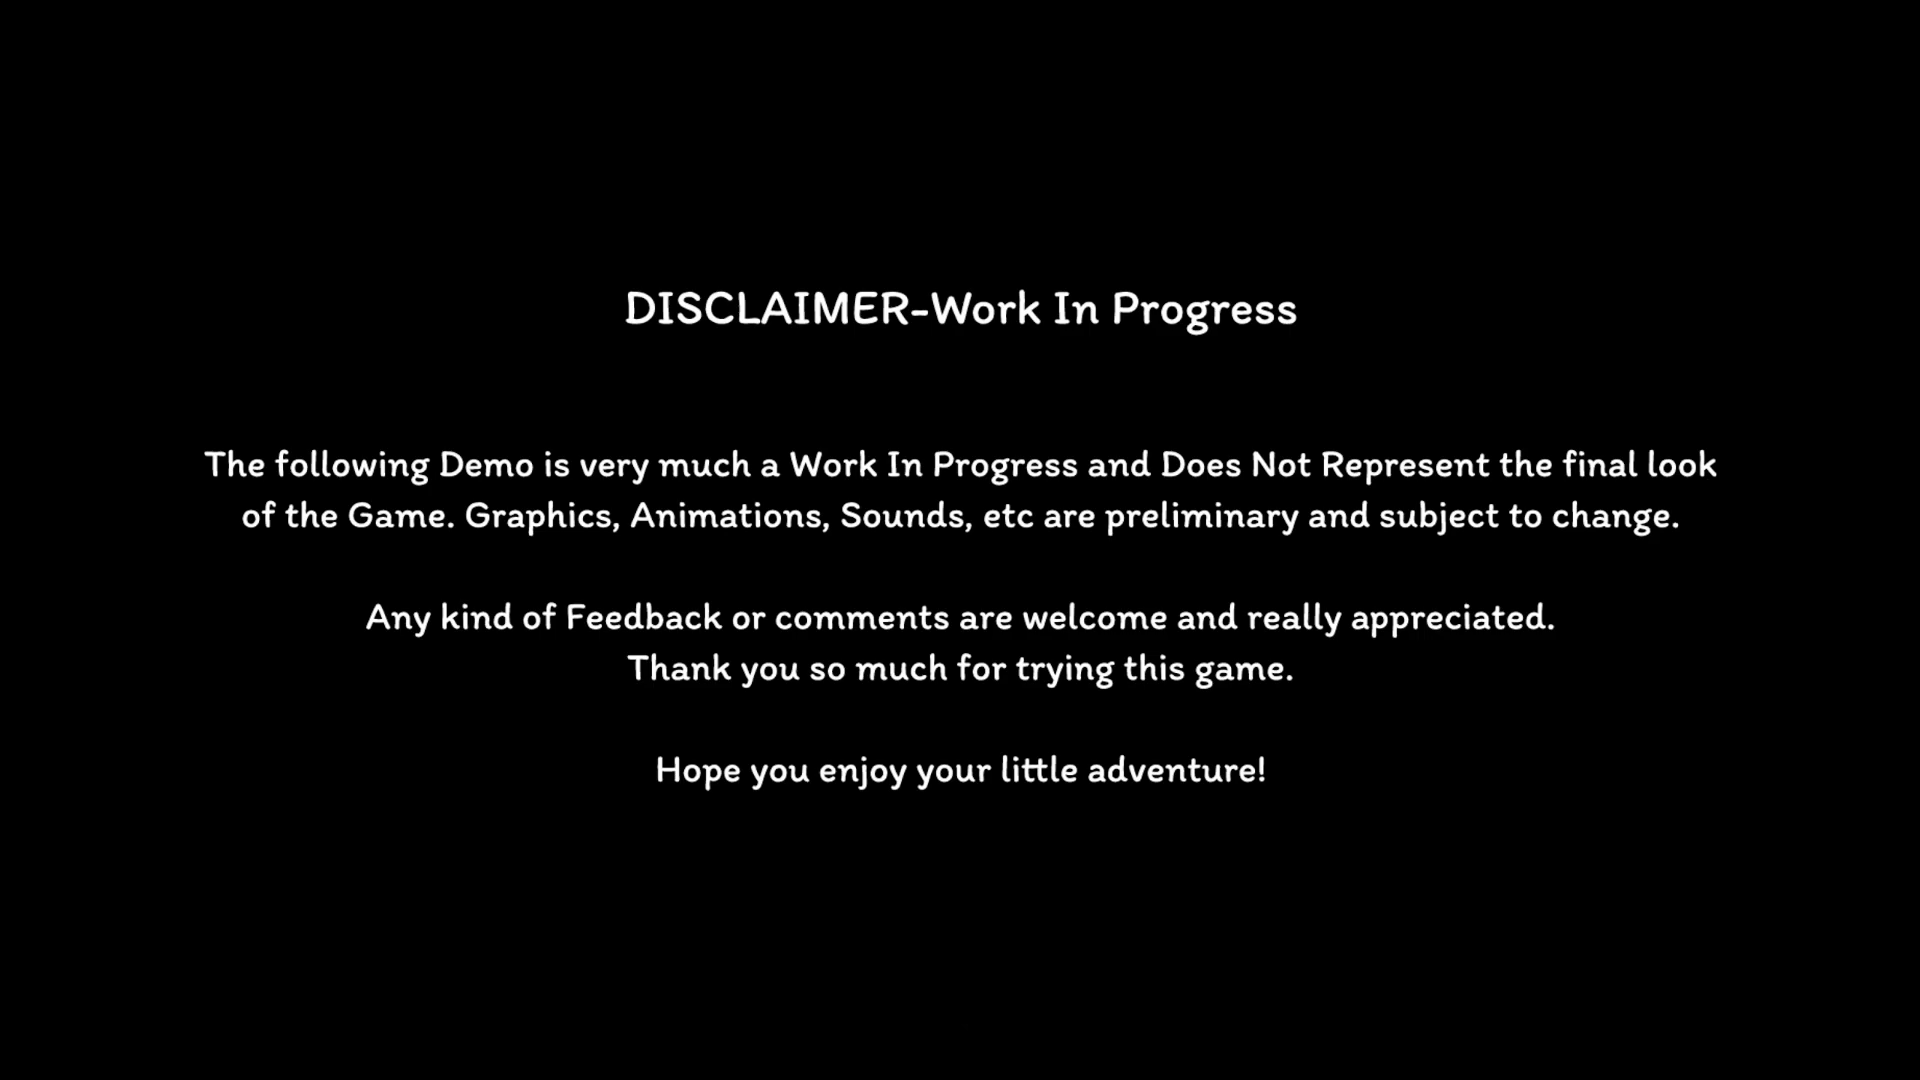 DISCLAIMER-Work In Progress
The following Demo is very much a Work In Progress and Does Not Represent the final look
of the Game. Graphics, Animations, Sounds, etc are preliminary and subject to change.
Any kind of Feedback or comments are welcome and really appreciated.
Thank you so much for trying this game.
Hope you enjoy your little adventure!